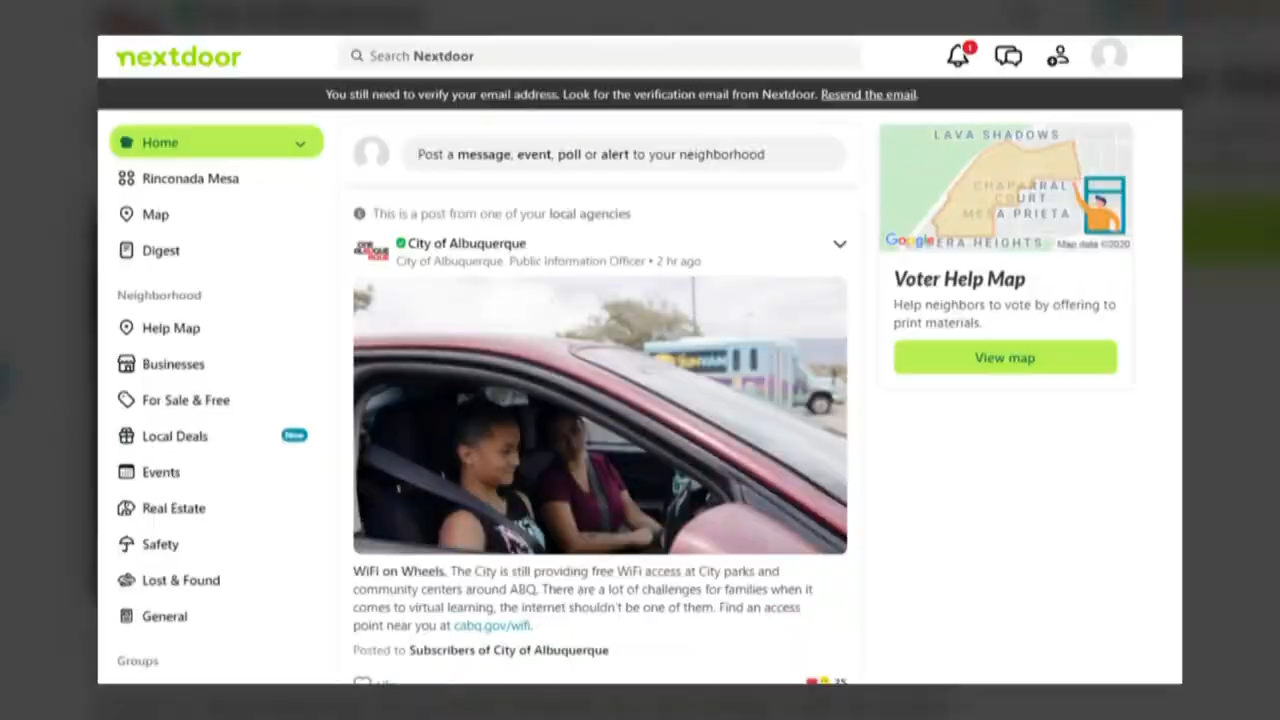 nextdoor
Search Nextdoor
1
You still need to verify your email address. Look for the verification email from Nextdoor. Resend the email.
Home
Rinconada Mesa
Map
Digest
Neighborhood
Help Map
Businesses
For Sale & Free
Local Deals
New
Events
Real Estate
Safety
Lost & Found
General
Groups
Post a message, event, poll or alert to your neighborhood
This is a post from one of your local agencies
ONE
ALBUQUE
RQUE
City of Albuquerque
City of Albuquerque Public Information Officer • 2 hr ago
WiFi on Wheels. The City is still providing free WiFi access at City parks and
community centers around ABQ. There are a lot of challenges for families when it
comes to virtual learning, the internet shouldn't be one of them. Find an access
point near you at cabq.gov/wifi.
Posted to Subscribers of City of Albuquerque
25
LAVA SHADOWS
CHAPARRAL
COURT
MESA PRIETA
ERA HEIGHTS
Google
Map data ©2020
Voter Help Map
Help neighbors to vote by offering to
print materials.
View map